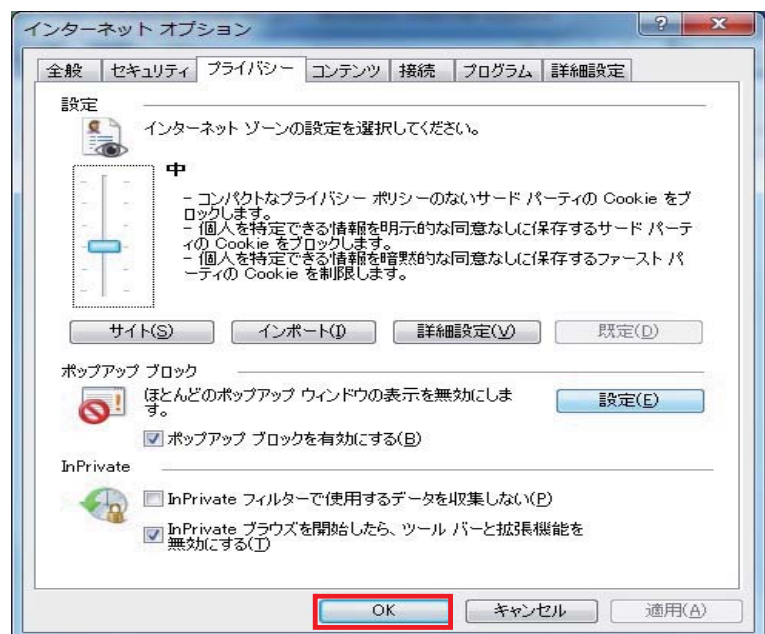 インターネット オプション
全般 セキュリティ プライバシー コンテンツ 接続 プログラム 詳細設定
設定
インターネット ゾーンの設定を選択してください。
中
- コンパクトなプライバシー ポリシーのないサード パーティの Cookie をブ
ロックします。
- 個人を特定できる情報を明示的な同意なしに保存するサード パーテ
ィの Cookie をブロックします。
- 個人を特定できる情報を暗黙的な同意なしに保存するファースト パ
ーティの Cookie を制限します。
サイト(S) インポート(I) 詳細設定(V) 既定(D)
ポップアップ ブロック
ほとんどのポップアップ ウィンドウの表示を無効にしま
す。
設定(E)
ポップアップ ブロックを有効にする(B)
InPrivate
InPrivate フィルターで使用するデータを収集しない(P)
InPrivate ブラウズを開始したら、ツール バーと拡張機能を
無効にする(T)
OK キャンセル 適用(A)